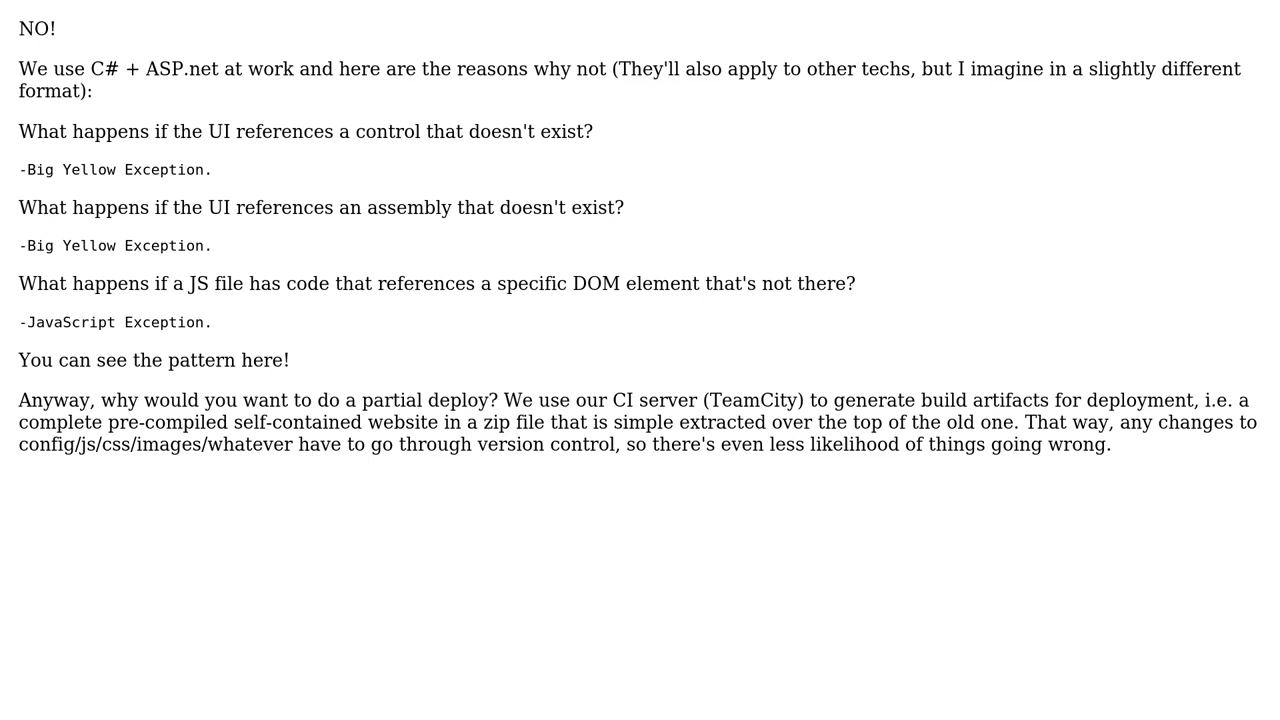 NO!
We use C# + ASP.net at work and here are the reasons why not (They'll also apply to other techs, but I imagine in a slightly different
format):
What happens if the UI references a control that doesn't exist?
-Big Yellow Exception.
What happens if the UI references an assembly that doesn't exist?
-Big Yellow Exception.
What happens if a JS file has code that references a specific DOM element that's not there?
-JavaScript Exception.
You can see the pattern here!
Anyway, why would you want to do a partial deploy? We use our CI server (TeamCity) to generate build artifacts for deployment, i.e. a
complete pre-compiled self-contained website in a zip file that is simple extracted over the top of the old one. That way, any changes to
config/js/css/images/whatever have to go through version control, so there's even less likelihood of things going wrong.